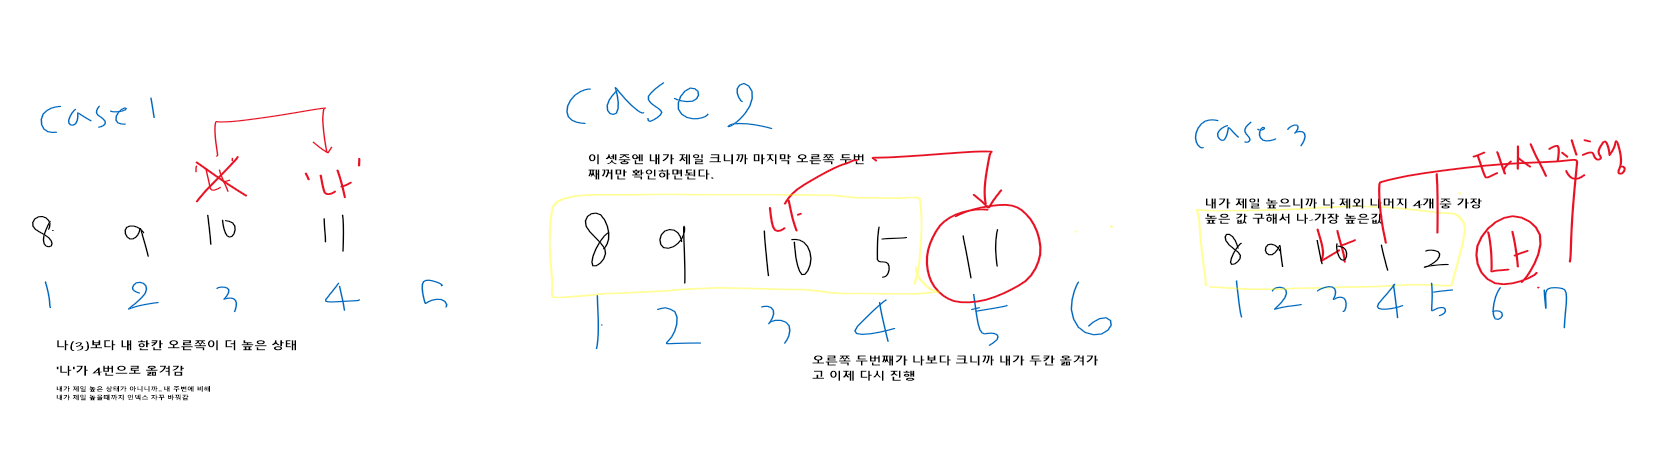 case 1
'나'
'나'
8 9 10 11
1 2 3 4 5
나(3)보다 내 한칸 오른쪽이 더 높은 상태
'나'가 4번으로 옮겨감
내가 제일 높은 상태가 아니니까.. 내 주변에 비해
내가 제일 높을때까지 인덱스 자꾸 바꿔감
case 2
이 셋중엔 내가 제일 크니까 마지막 오른쪽 두번
째꺼만 확인하면된다.
나
8 9 10 5 11
1 2 3 4 5 6
오른쪽 두번째가 나보다 크니까 내가 두칸 옮겨가
고 이제 다시 진행
case 3
다시 진행
내가 제일 높으니까 나 제외 나머지 4개 중 가장
높은 값 구해서 나-가장 높은값
8 9 10 1 2
나
나
1 2 3 4 5 6 7